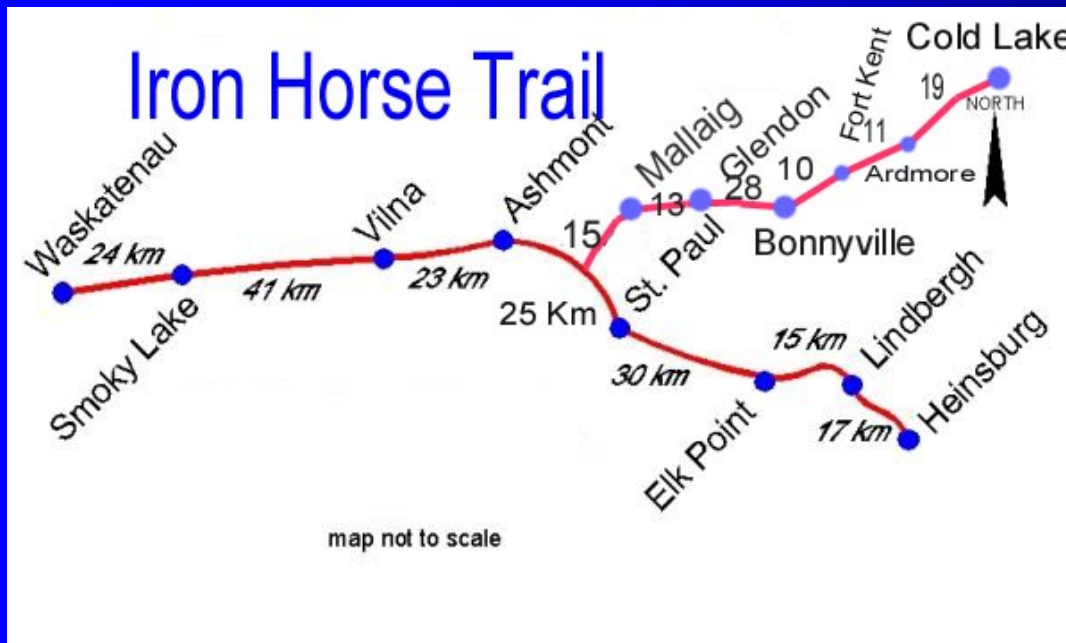 Iron Horse Trail
Cold Lake
NORTH
19
Fort Kent
11
Ardmore
10
Bonnyville
28
Glendon
13
Mallaig
15
Ashmont
Vilna
Waskatenau
24 km
Smoky Lake
41 km
23 km
25 Km
St. Paul
30 km
Elk Point
15 km
Lindbergh
17 km
Heinsburg
map not to scale